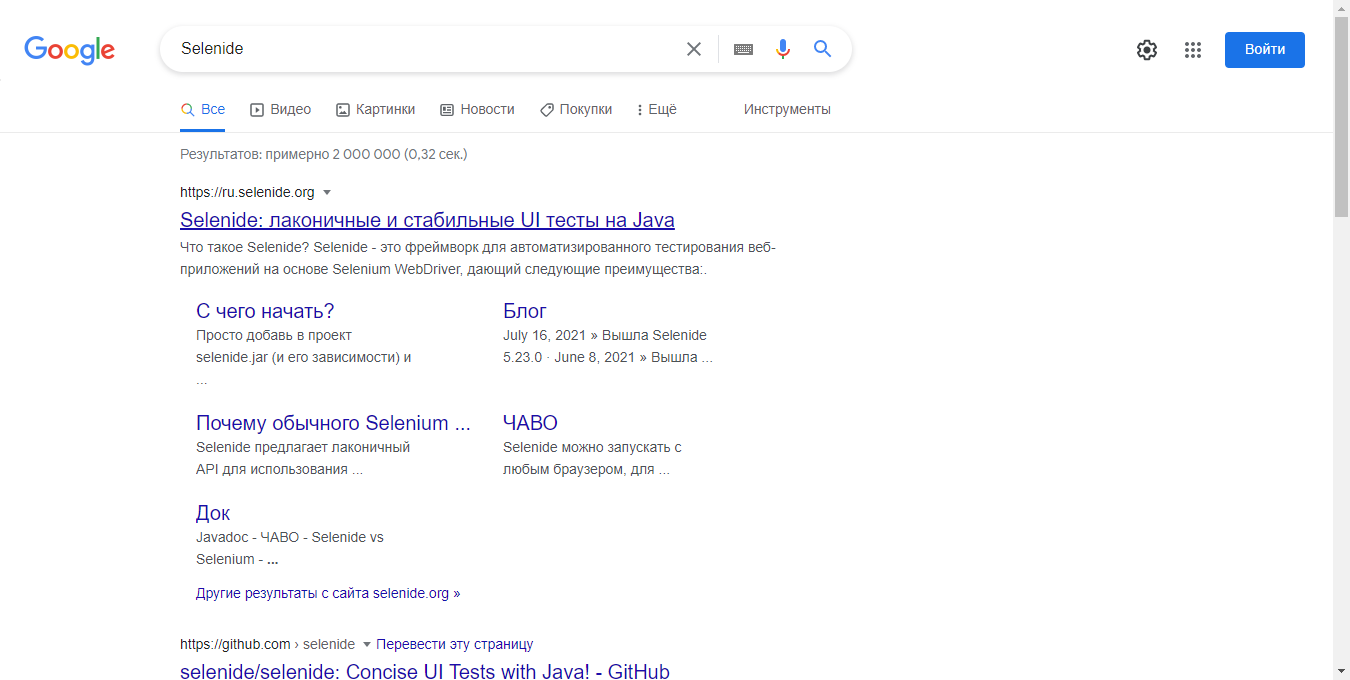 Google
Selenide
Войти
Все
Видео
Картинки
Новости
Покупки
Ещё
Инструменты
Результатов: примерно 2 000 000 (0,32 сек.)
https://ru.selenide.org
Selenide: лаконичные и стабильные UI тесты на Java
Что такое Selenide? Selenide - это фреймворк для автоматизированного тестирования веб-
приложений на основе Selenium WebDriver, дающий следующие преимущества:.
С чего начать?
Просто добавь в проект
selenide.jar (и его зависимости) и
...
Блог
July 16, 2021 » Вышла Selenide
5.23.0 · June 8, 2021 » Вышла ...
Почему обычного Selenium ...
Selenide предлагает лаконичный
API для использования ...
ЧАВО
Selenide можно запускать с
любым браузером, для ...
Док
Javadoc - ЧАВО - Selenide vs
Selenium - ...
Другие результаты с сайта selenide.org »
https://github.com › selenide Перевести эту страницу
selenide/selenide: Concise UI Tests with Java! - GitHub